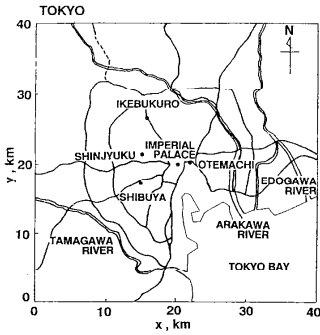 TOKYO
N
40
30
20
10
0
y, km
IKEBUKURO
IMPERIAL
PALACE
SHINJYUKU
OTEMACHI
SHIBUYA
EDOGAWA
RIVER
ARAKAWA
RIVER
TAMAGAWA
RIVER
TOKYO BAY
0
10
20
30
40
x, km